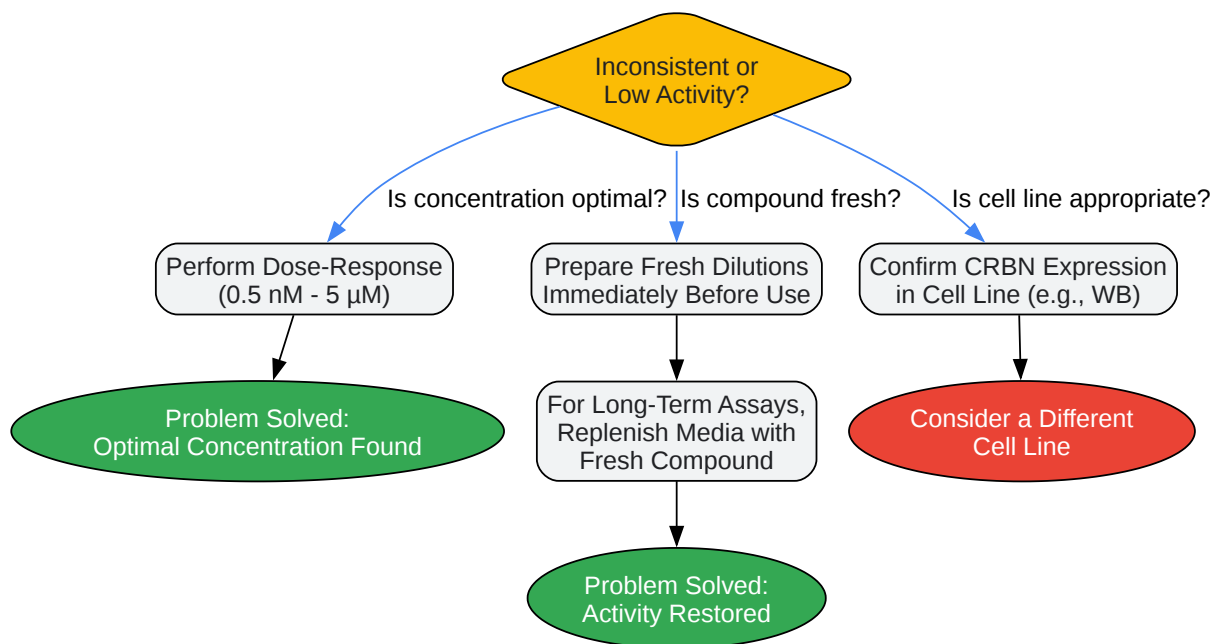 Inconsistent or
Low Activity?
Is concentration optimal?
Is compound fresh?
Is cell line appropriate?
Perform Dose-Response
(0.5 nM - 5 µM)
Prepare Fresh Dilutions
Immediately Before Use
Confirm CRBN Expression
in Cell Line (e.g., WB)
Problem Solved:
Optimal Concentration Found
For Long-Term Assays,
Replenish Media with
Fresh Compound
Consider a Different
Cell Line
Problem Solved:
Activity Restored